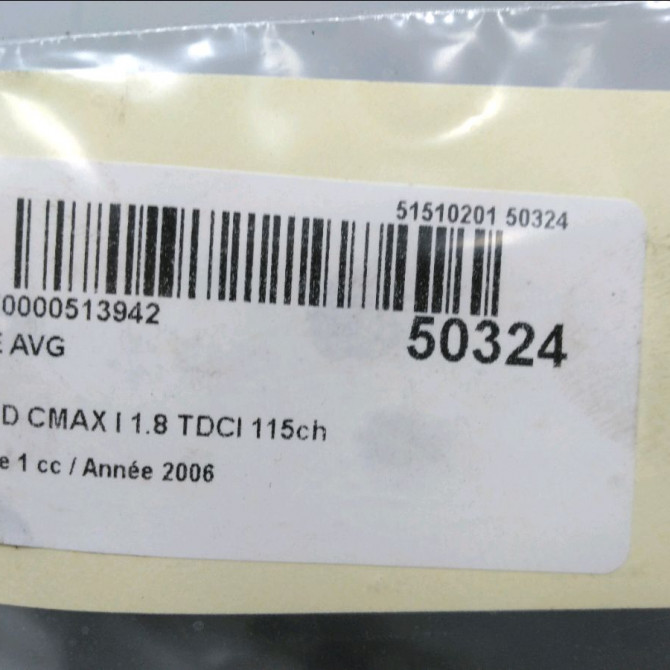 51510201 50324
0000513942
50324
E AVG
D CMAX I 1.8 TDCI 115ch
e 1 cc / Année 2006